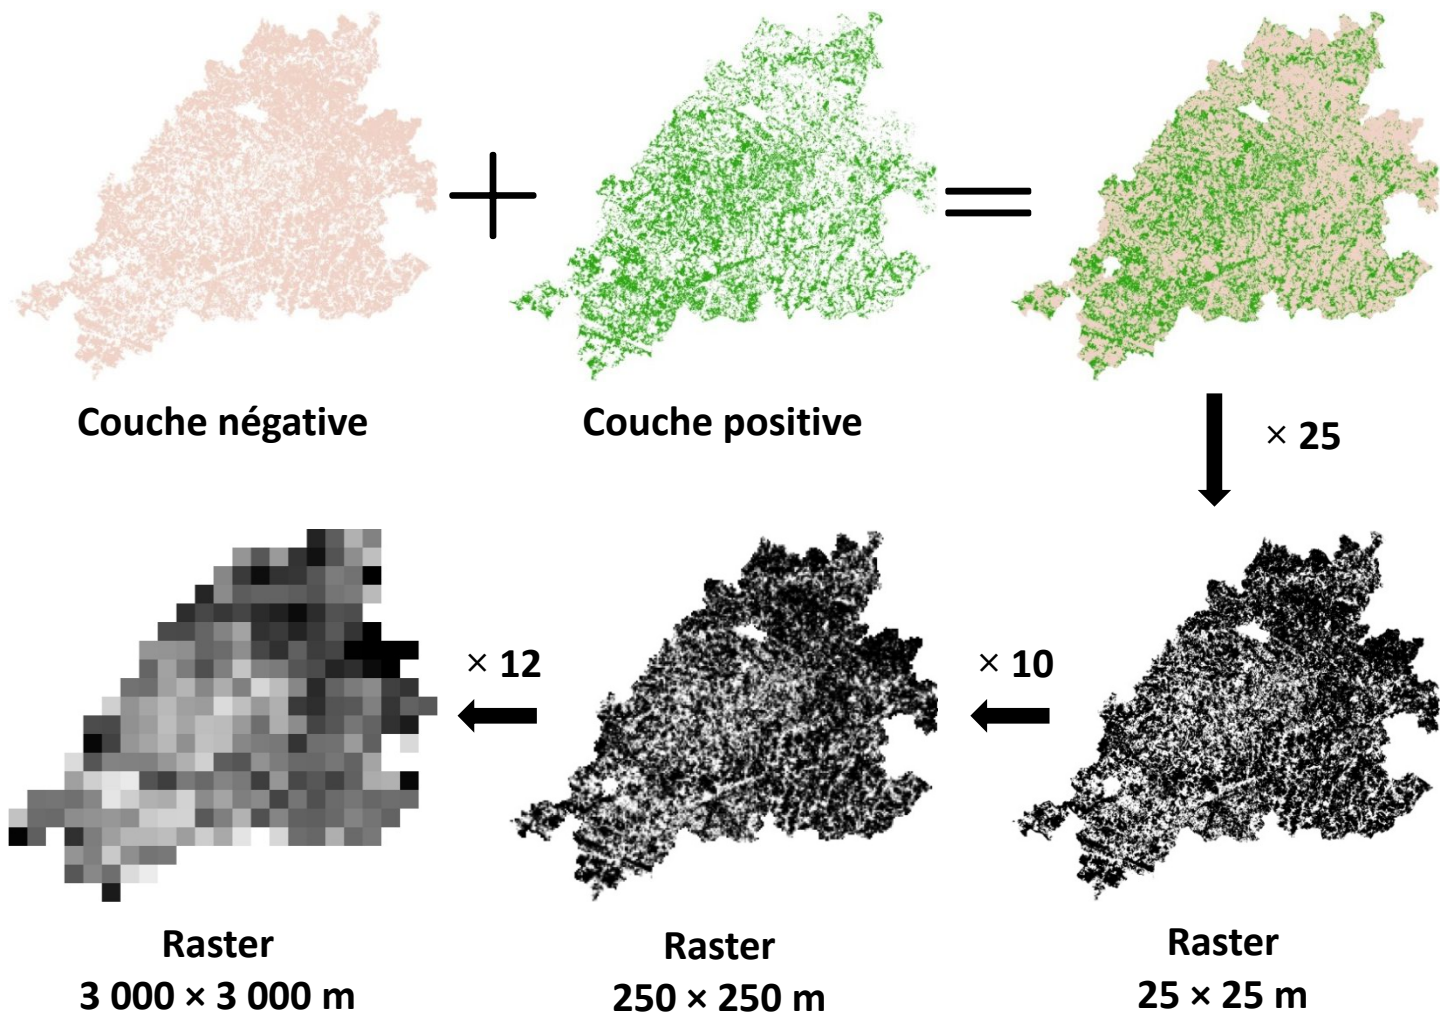 Couche négative
Couche positive
× 25
× 12
× 10
Raster
3 000 × 3 000 m
Raster
250 × 250 m
Raster
25 × 25 m